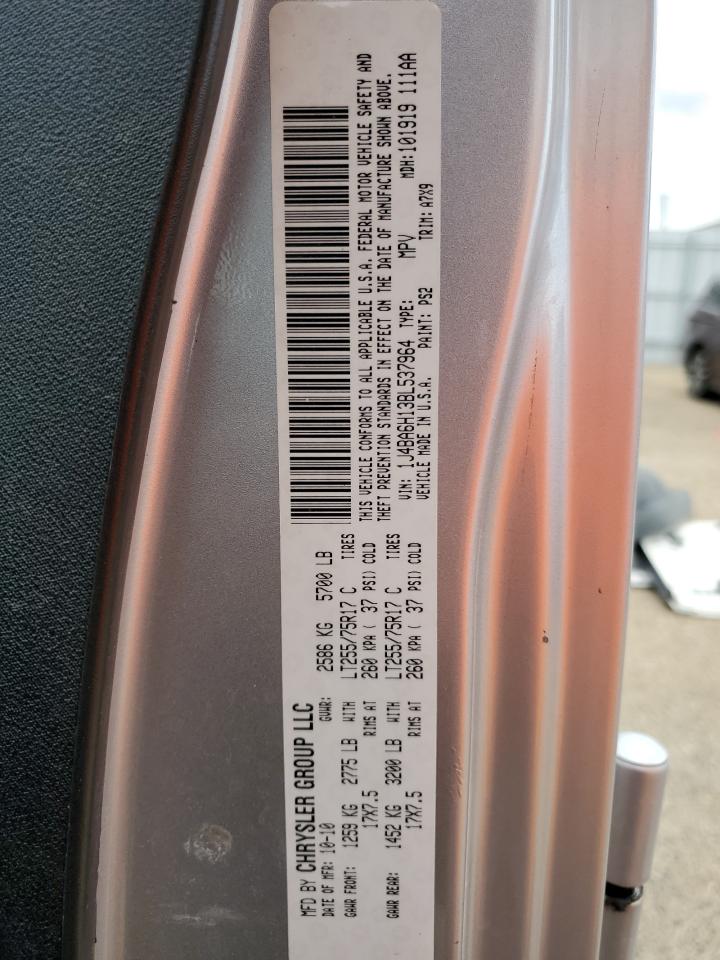 MFD BY CHRYSLER GROUP LLC
DATE OF MFR: 10-10 GVWR: 2586 KG 5700 LB
GAWR FRONT: 1259 KG 2775 LB WITH LT255/75R17 C TIRES
17X7.5 RIMS AT 260 KPA ( 37 PSI) COLD
GAWR REAR: 1452 KG 3200 LB WITH LT255/75R17 C TIRES
17X7.5 RIMS AT 260 KPA ( 37 PSI) COLD
THIS VEHICLE CONFORMS TO ALL APPLICABLE U.S.A. FEDERAL MOTOR VEHICLE SAFETY AND
THEFT PREVENTION STANDARDS IN EFFECT ON THE DATE OF MANUFACTURE SHOWN ABOVE.
VIN: 1J4BA6H13BL537964 TYPE: MPV MDH:101919 111AA
VEHICLE MADE IN U.S.A. PAINT: PS2 TRIM: A7X9